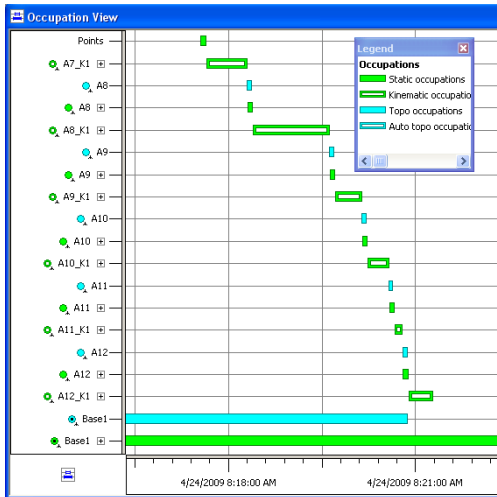 Occupation View
Points
Legend
Occupations
Static occupations
Kinematic occupatio
Topo occupations
Auto topo occupatio
A7_K1
A8
A8
A8_K1
A9
A9
A9_K1
A10
A10
A10_K1
A11
A11
A11_K1
A12
A12
A12_K1
Base1
Base1
4/24/2009 8:18:00 AM 4/24/2009 8:21:00 AM